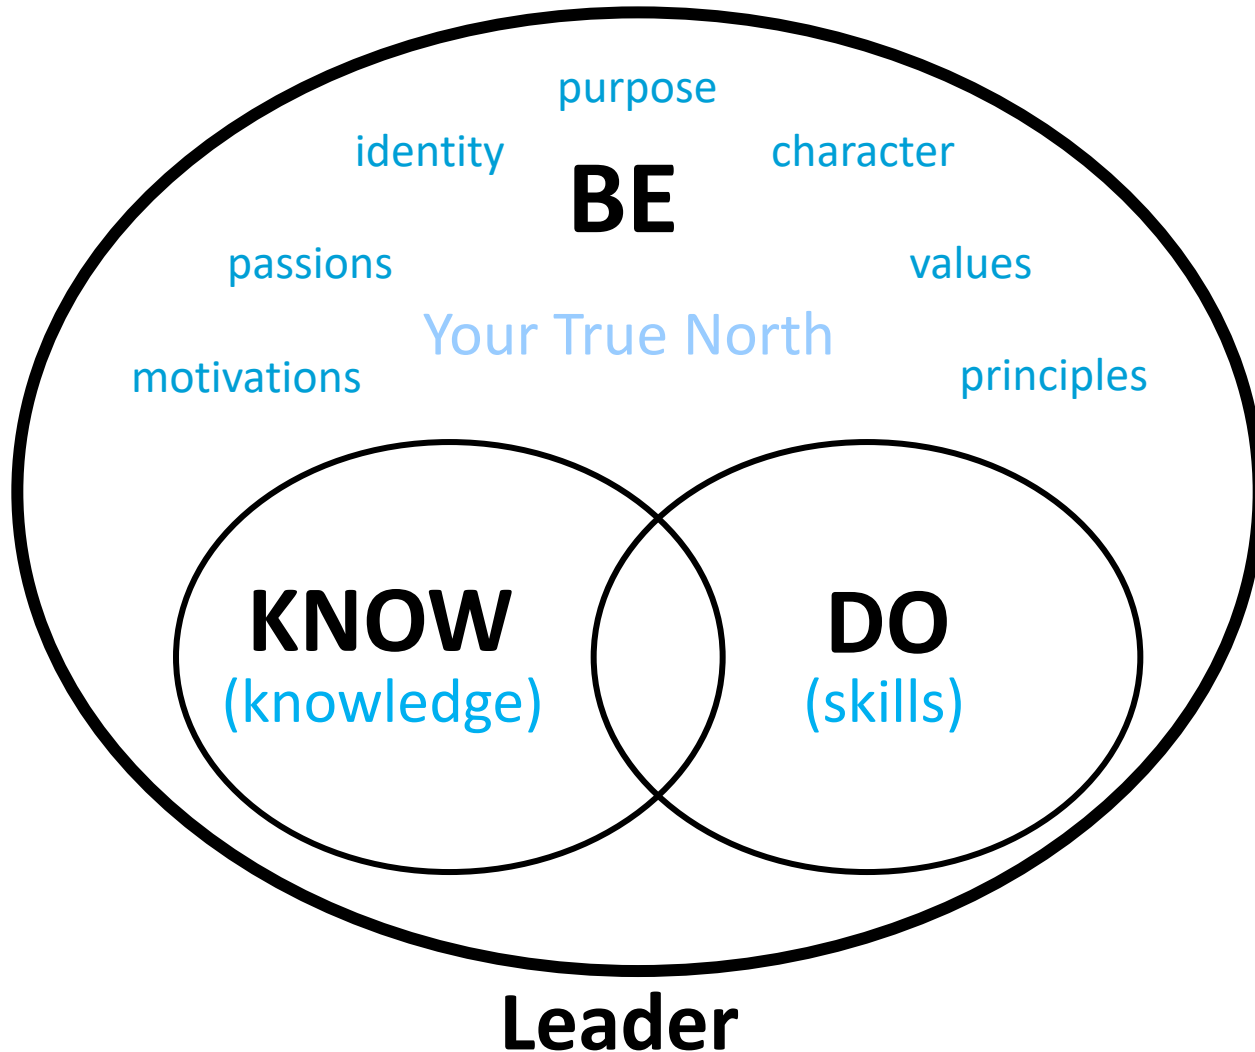 purpose
identity
character
BE
passions
values
Your True North
motivations
principles
KNOW
(knowledge)
DO
(skills)
Leader